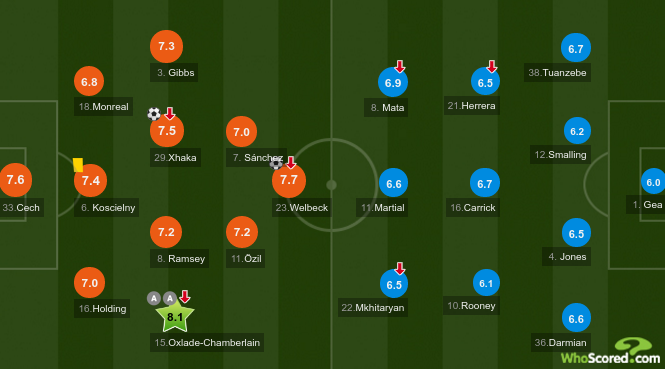 7.3
3. Gibbs
6.8
18.Monreal
7.5
29.Xhaka
7.0
7. Sánchez
7.6
33.Cech
7.4
6. Koscielny
7.7
23.Welbeck
7.2
8. Ramsey
7.2
11.Özil
7.0
16.Holding
A A
8.1
15.Oxlade-Chamberlain
6.9
8. Mata
6.5
21.Herrera
6.7
38.Tuanzebe
6.2
12.Smalling
6.6
11.Martial
6.7
16.Carrick
6.0
1. Gea
6.5
4. Jones
6.5
22.Mkhitaryan
6.1
10.Rooney
6.6
36.Darmian
WhoScored.com